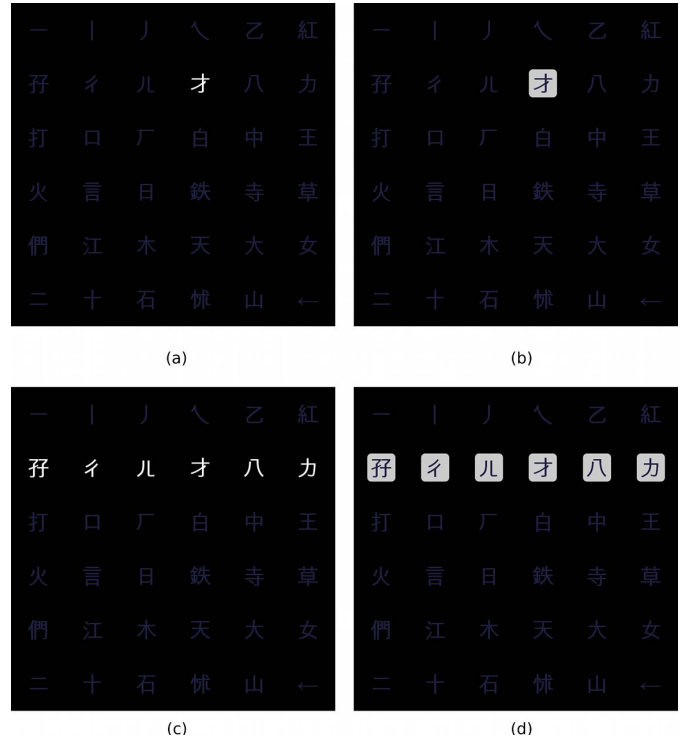 一 丨 丿 乀 乙 紅 一 丨 丿 乀 乙 紅
孖 彳 儿 才 八 力 孖 彳 儿 才 八 力
打 口 厂 白 中 王 打 口 厂 白 中 王
火 言 日 鉄 寺 草 火 言 日 鉄 寺 草
們 江 木 天 大 女 們 江 木 天 大 女
二 十 石 怵 山 ← 二 十 石 怵 山 ←
(a) (b)
一 丨 丿 乀 乙 紅 一 丨 丿 乀 乙 紅
孖 彳 儿 才 八 力 孖 彳 儿 才 八 力
打 口 厂 白 中 王 打 口 厂 白 中 王
火 言 日 鉄 寺 草 火 言 日 鉄 寺 草
們 江 木 天 大 女 們 江 木 天 大 女
二 十 石 怵 山 ← 二 十 石 怵 山 ←
(c) (d)